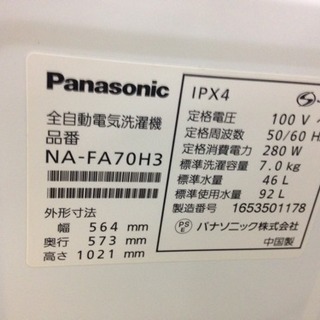 Panasonic
全自動電気洗濯機
品番
NA-FA70H3
外形寸法
幅 564 mm
奥行 573 mm
高さ 1021 mm
IPX4
定格電圧 100 V
定格周波数 50/60 H
定格消費電力 280 W
標準洗濯容量 7.0 kg
標準水量 46 L
標準使用水量 92 L
製造番号 1653501178
PS E パナソニック株式会社
中国製